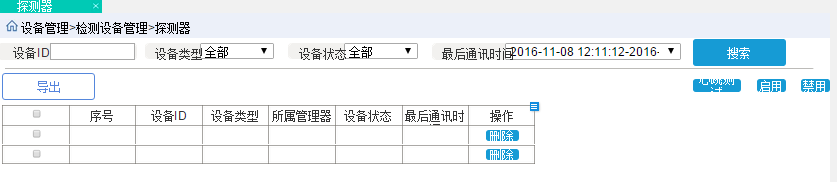 探测器 ×
设备管理>检测设备管理>探测器
设备ID 设备类型 全部 设备状态 全部 最后通讯时间 2016-11-08 12:11:12-2016- 搜索
导出 心跳测试 启用 禁用
序号 设备ID 设备类型 所属管理器 设备状态 最后通讯时 操作
删除
删除